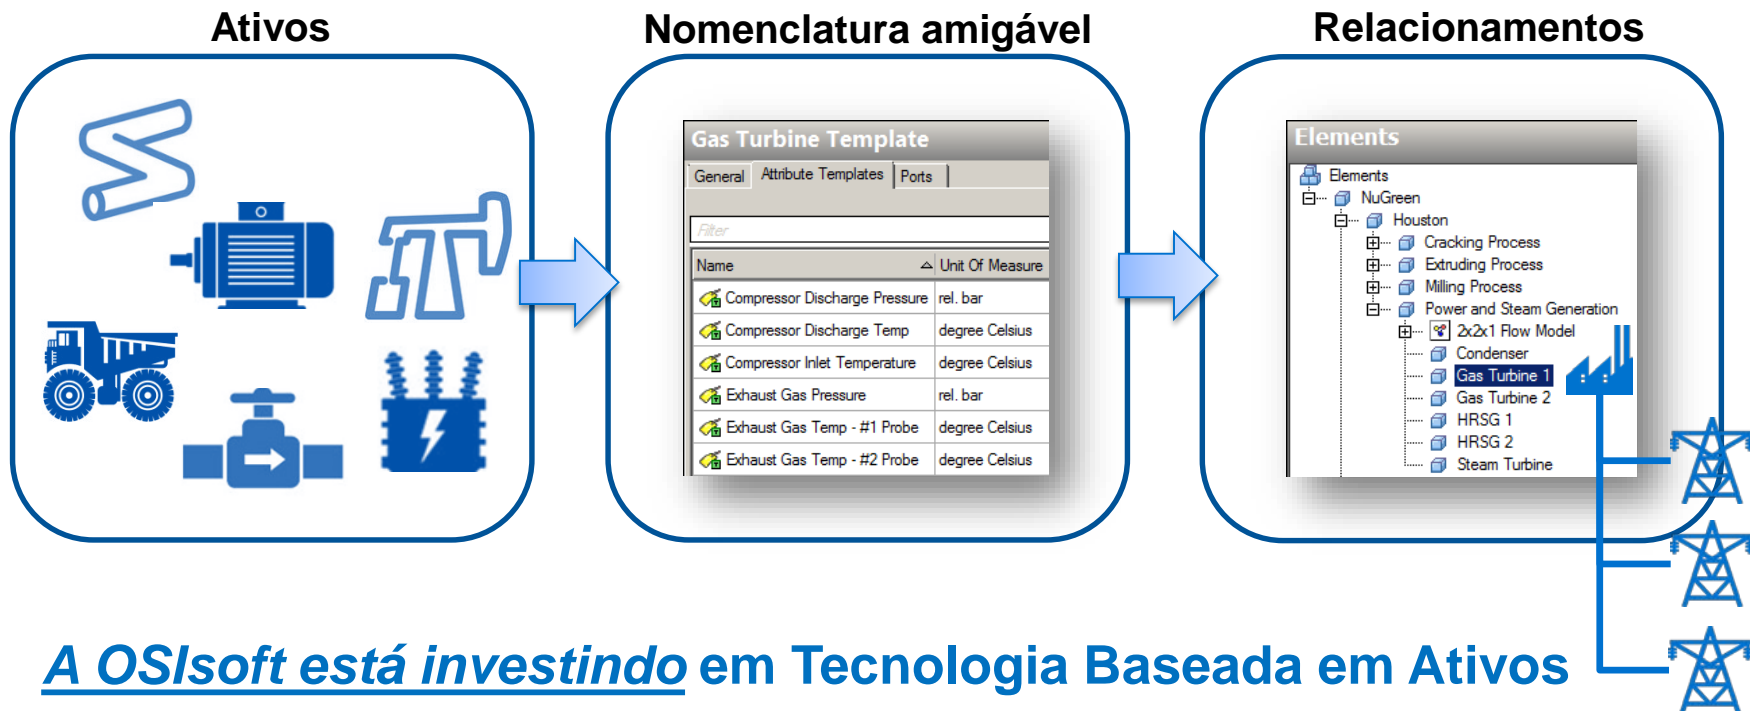 Ativos
Nomenclatura amigável
Relacionamentos
Gas Turbine Template
General Attribute Templates Ports
Filter
Name Unit Of Measure
Compressor Discharge Pressure rel. bar
Compressor Discharge Temp degree Celsius
Compressor Inlet Temperature degree Celsius
Exhaust Gas Pressure rel. bar
Exhaust Gas Temp - #1 Probe degree Celsius
Exhaust Gas Temp - #2 Probe degree Celsius
Elements
Elements
NuGreen
Houston
Cracking Process
Extruding Process
Milling Process
Power and Steam Generation
2x2x1 Flow Model
Condenser
Gas Turbine 1
Gas Turbine 2
HRSG 1
HRSG 2
Steam Turbine
A OSIsoft está investindo em Tecnologia Baseada em Ativos